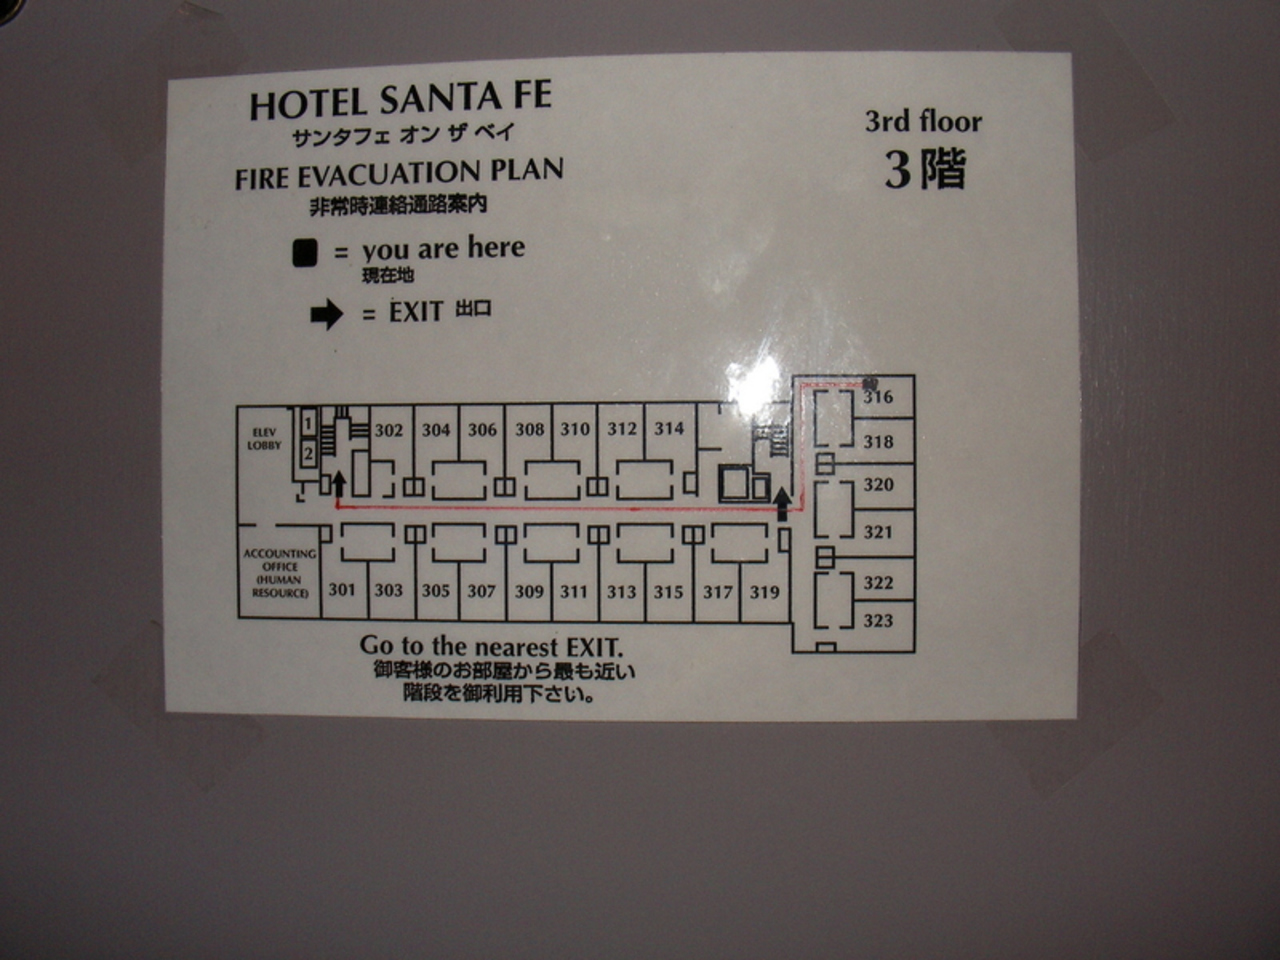 HOTEL SANTA FE
サンタフェ オン ザ ベイ
FIRE EVACUATION PLAN
非常時連絡通路案内
= you are here
現在地
= EXIT 出口
3rd floor
3階
ELEV
LOBBY
1
2
302 304 306 308 310 312 314
316
318
320
321
322
323
ACCOUNTING
OFFICE
(HUMAN
RESOURCE)
301 303 305 307 309 311 313 315 317 319
Go to the nearest EXIT.
御客様のお部屋から最も近い
階段を御利用下さい。